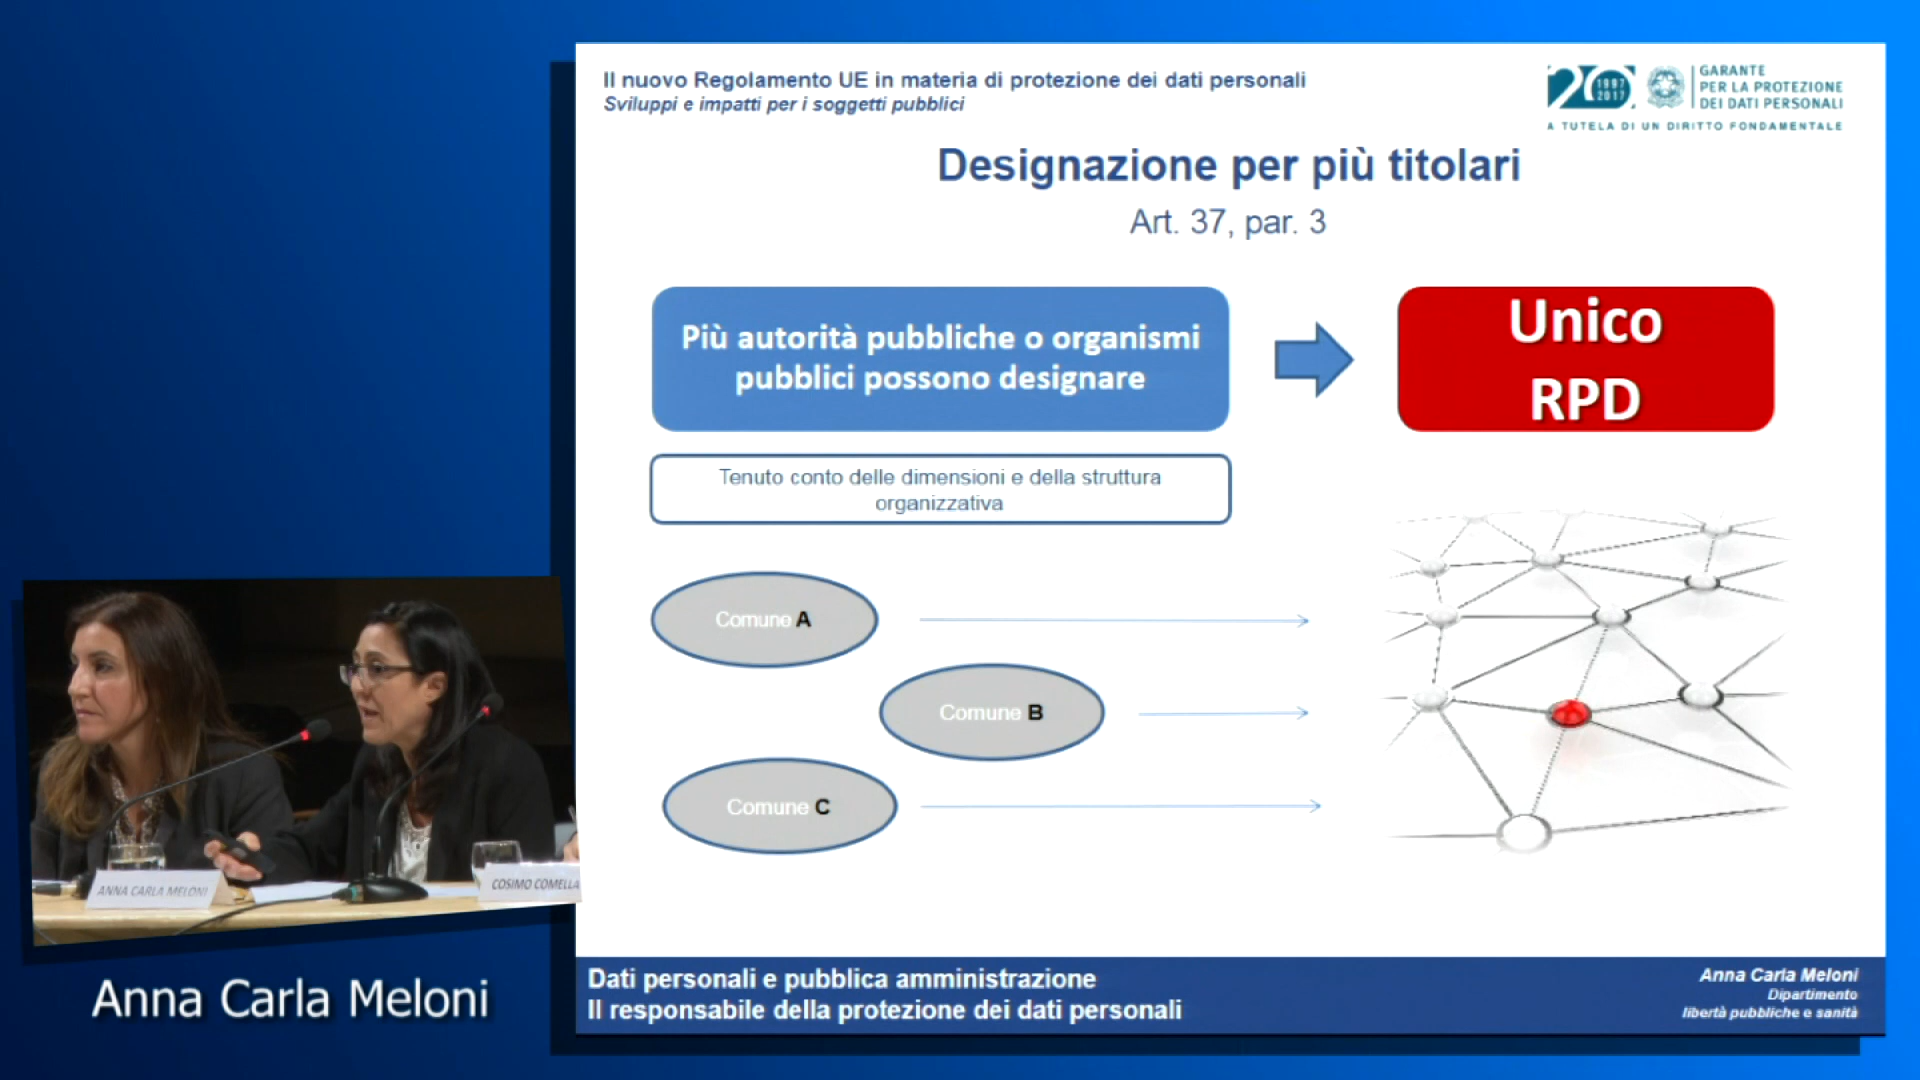 Il nuovo Regolamento UE in materia di protezione dei dati personali
Sviluppi e impatti per i soggetti pubblici
20
1997
2017
GARANTE
PER LA PROTEZIONE
DEI DATI PERSONALI
A TUTELA DI UN DIRITTO FONDAMENTALE
Designazione per più titolari
Art. 37, par. 3
Più autorità pubbliche o organismi
pubblici possono designare
Unico
RPD
Tenuto conto delle dimensioni e della struttura
organizzativa
Comune A
Comune B
Comune C
ANNA CARLA MELONI
COSIMO COMELLA
Anna Carla Meloni
Dati personali e pubblica amministrazione
Il responsabile della protezione dei dati personali
Anna Carla Meloni
Dipartimento
libertà pubbliche e sanità